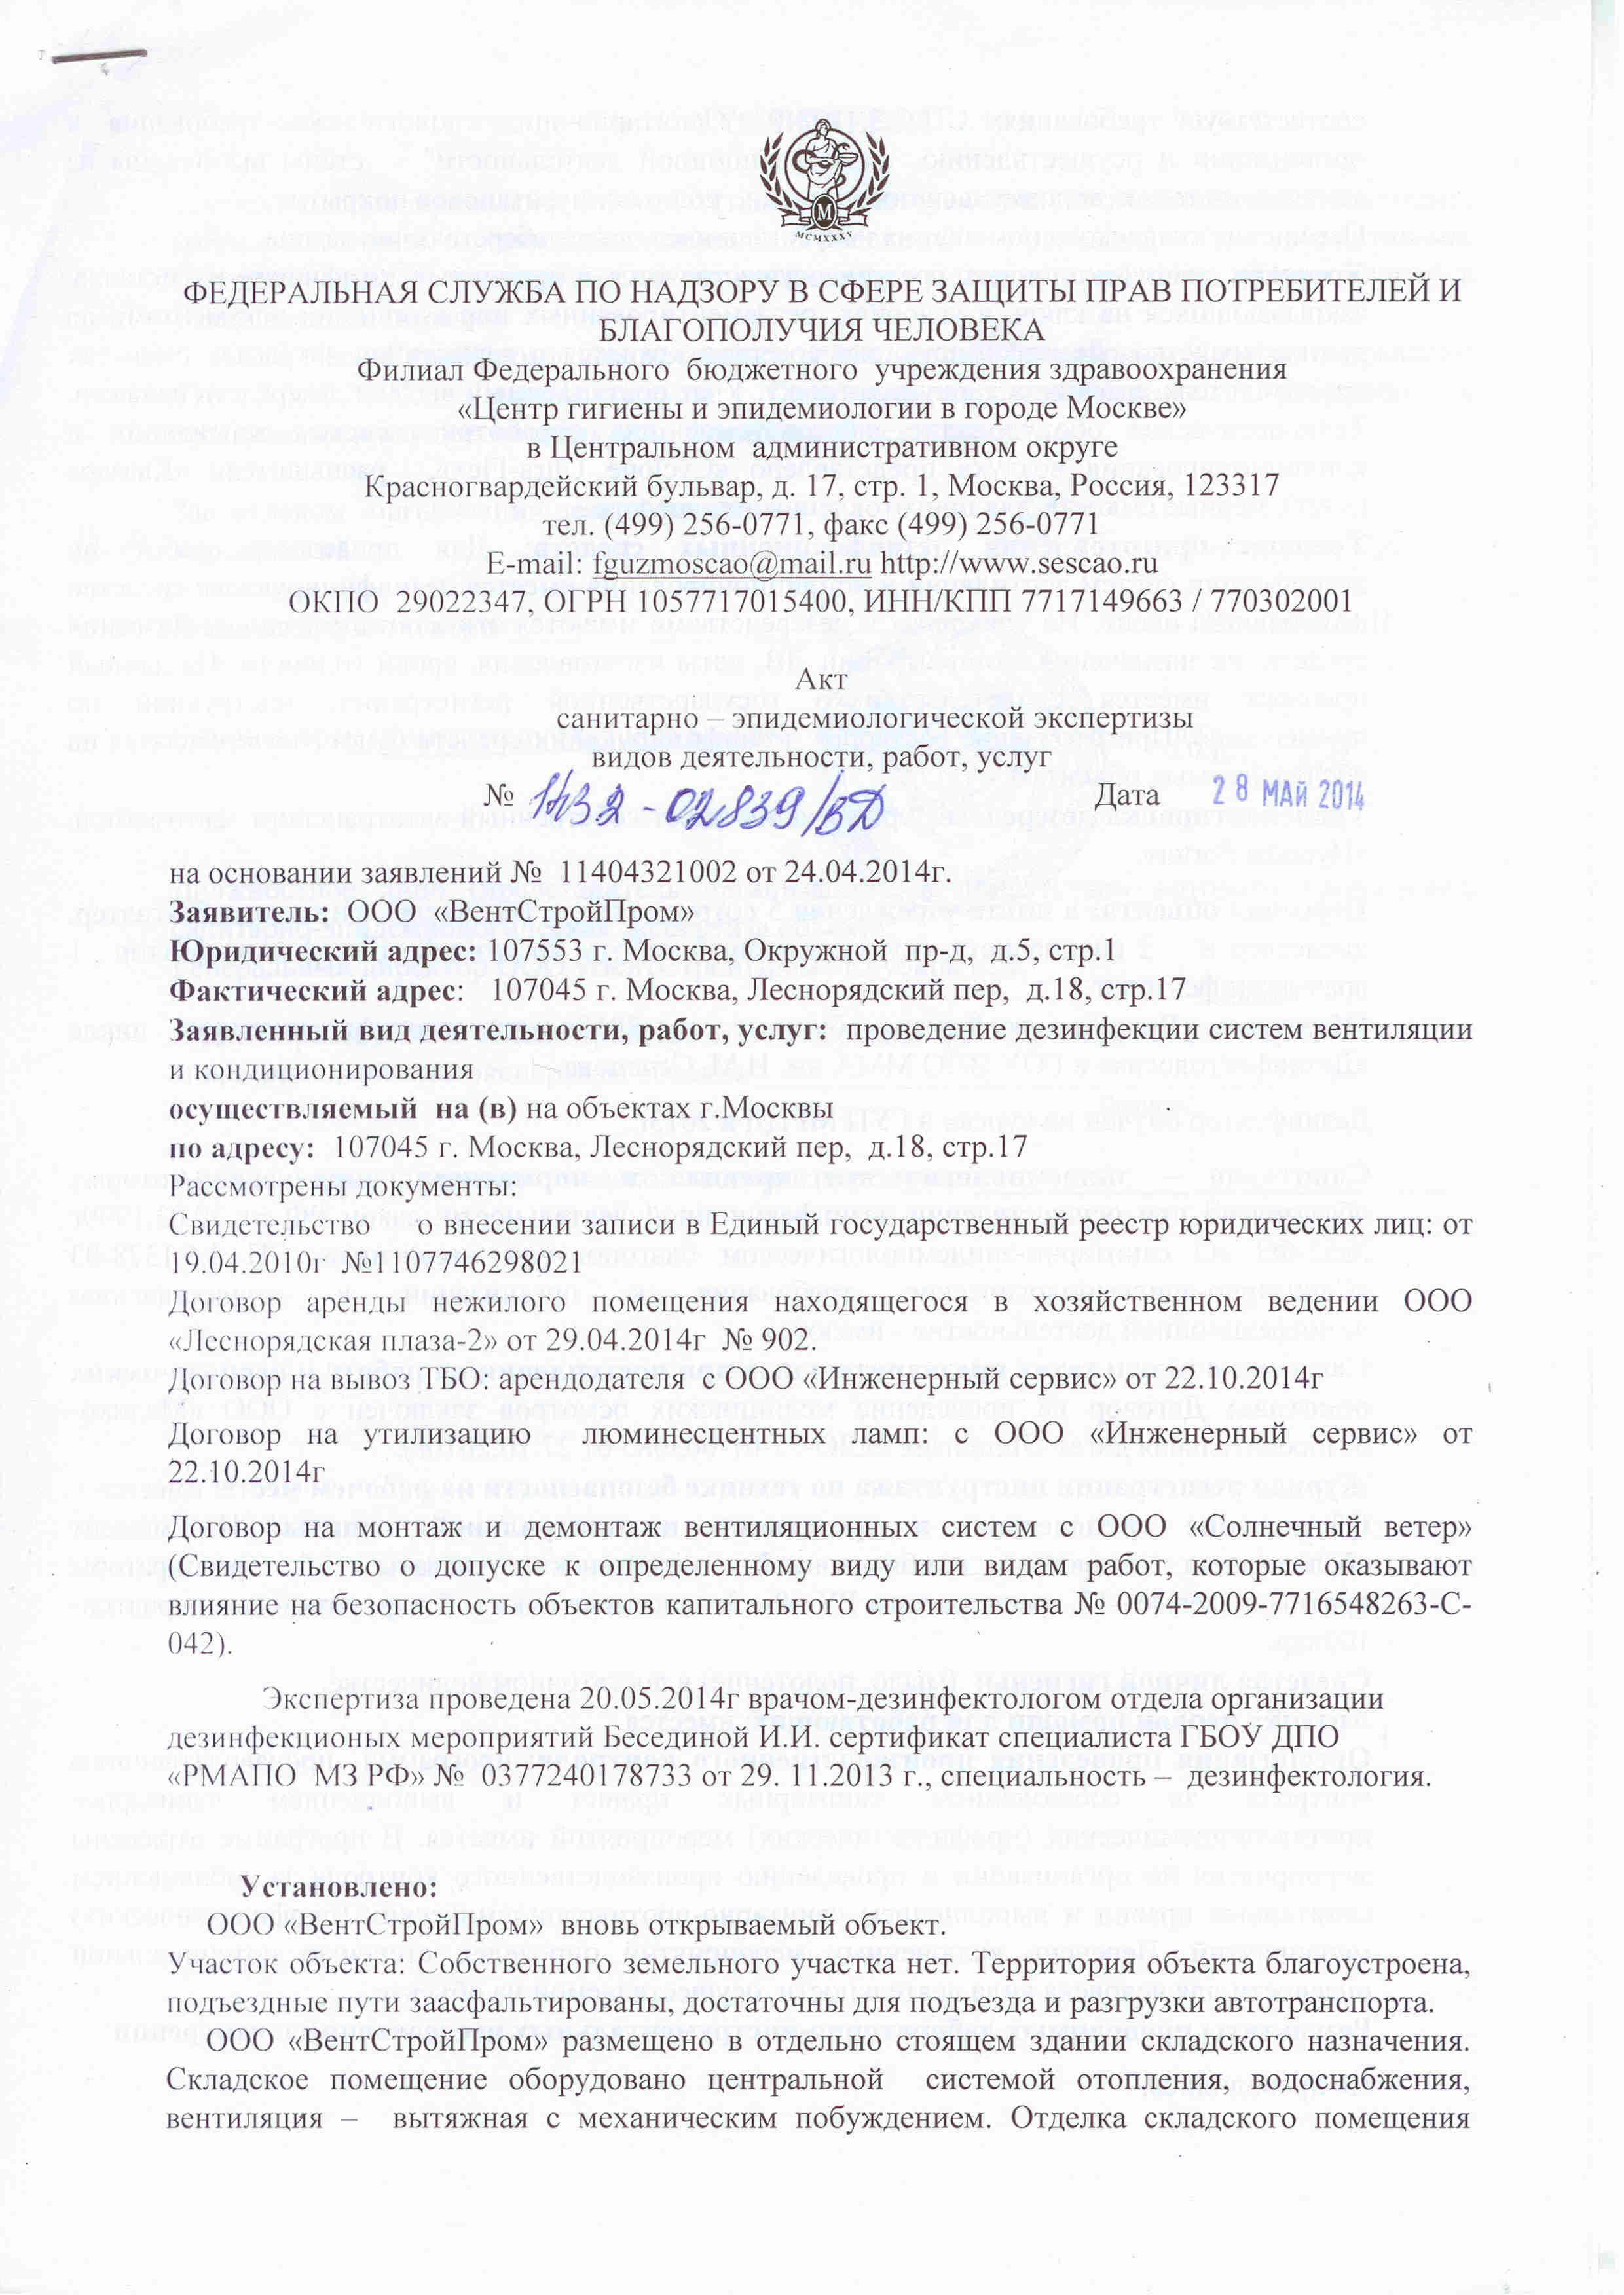 М
MCMXXXV
ФЕДЕРАЛЬНАЯ СЛУЖБА ПО НАДЗОРУ В СФЕРЕ ЗАЩИТЫ ПРАВ ПОТРЕБИТЕЛЕЙ И
БЛАГОПОЛУЧИЯ ЧЕЛОВЕКА
Филиал Федерального бюджетного учреждения здравоохранения
«Центр гигиены и эпидемиологии в городе Москве»
в Центральном административном округе
Красногвардейский бульвар, д. 17, стр. 1, Москва, Россия, 123317
тел. (499) 256-0771, факс (499) 256-0771
E-mail: fguzmoscao@mail.ru http://www.sescao.ru
ОКПО 29022347, ОГРН 1057717015400, ИНН/КПП 7717149663 / 770302001
Акт
санитарно – эпидемиологической экспертизы
видов деятельности, работ, услуг
№ 1432-02839/ВД Дата 28 МАЙ 2014
на основании заявлений № 11404321002 от 24.04.2014г.
Заявитель: ООО «ВентСтройПром»
Юридический адрес: 107553 г. Москва, Окружной пр-д, д.5, стр.1
Фактический адрес: 107045 г. Москва, Леснорядский пер, д.18, стр.17
Заявленный вид деятельности, работ, услуг: проведение дезинфекции систем вентиляции
и кондиционирования
осуществляемый на (в) на объектах г.Москвы
по адресу: 107045 г. Москва, Леснорядский пер, д.18, стр.17
Рассмотрены документы:
Свидетельство о внесении записи в Единый государственный реестр юридических лиц: от
19.04.2010г №1107746298021
Договор аренды нежилого помещения находящегося в хозяйственном ведении ООО
«Леснорядская плаза-2» от 29.04.2014г № 902.
Договор на вывоз ТБО: арендодателя с ООО «Инженерный сервис» от 22.10.2014г
Договор на утилизацию люминесцентных ламп: с ООО «Инженерный сервис» от
22.10.2014г
Договор на монтаж и демонтаж вентиляционных систем с ООО «Солнечный ветер»
(Свидетельство о допуске к определенному виду или видам работ, которые оказывают
влияние на безопасность объектов капитального строительства № 0074-2009-7716548263-С-
042).
Экспертиза проведена 20.05.2014г врачом-дезинфектологом отдела организации
дезинфекционых мероприятий Бесединой И.И. сертификат специалиста ГБОУ ДПО
«РМАПО МЗ РФ» № 0377240178733 от 29. 11.2013 г., специальность – дезинфектология.
Установлено:
ООО «ВентСтройПром» вновь открываемый объект.
Участок объекта: Собственного земельного участка нет. Территория объекта благоустроена,
подъездные пути заасфальтированы, достаточны для подъезда и разгрузки автотранспорта.
ООО «ВентСтройПром» размещено в отдельно стоящем здании складского назначения.
Складское помещение оборудовано центральной системой отопления, водоснабжения,
вентиляция – вытяжная с механическим побуждением. Отделка складского помещения